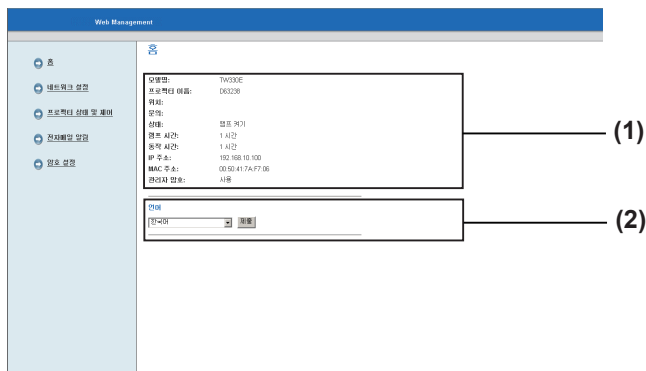 Web Management
홈
네트워크 설정
프로젝터 상태 및 제어
전자메일 알림
암호 설정
홈
모델명: TW330E
프로젝터 이름: D63238
위치:
문의:
상태: 램프 켜기
램프 시간: 1 시간
동작 시간: 1 시간
IP 주소: 192.168.10.100
MAC 주소: 00:50:41:7A:F7:06
관리자 암호: 사용
(1)
언어
한국어 제출
(2)